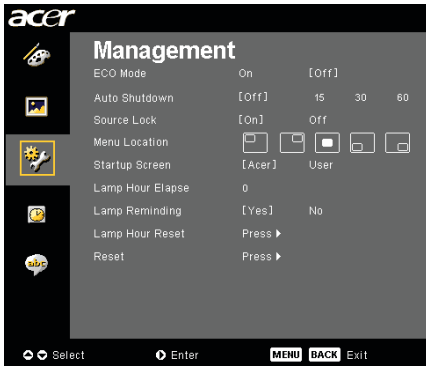 acer
Management
ECO Mode On [Off]
Auto Shutdown [Off] 15 30 60
Source Lock [On] Off
Menu Location
Startup Screen [Acer] User
Lamp Hour Elapse 0
Lamp Reminding [Yes] No
Lamp Hour Reset Press
Reset Press
abc
Select Enter MENU BACK Exit